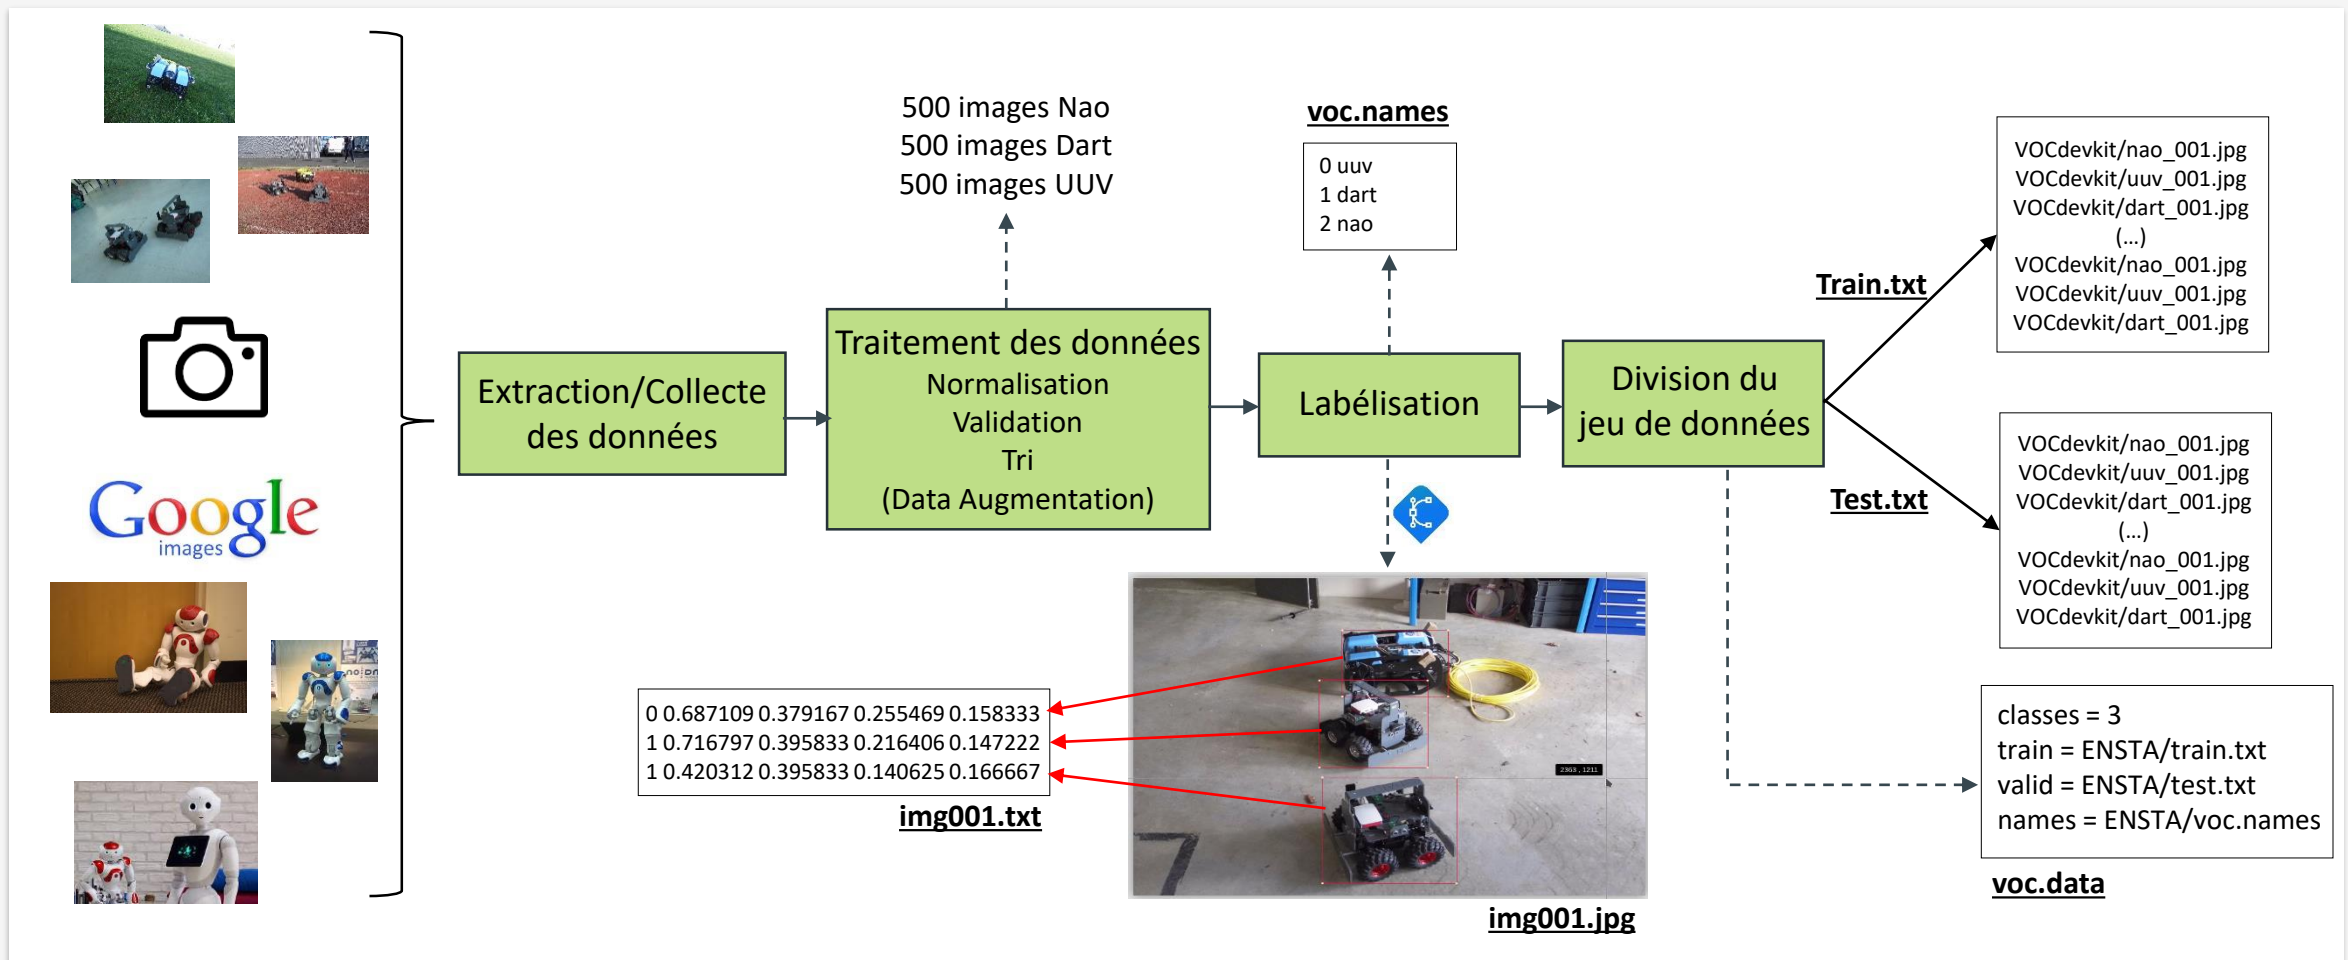 Google
images
Extraction/Collecte
des données
500 images Nao
500 images Dart
500 images UUV
Traitement des données
Normalisation
Validation
Tri
(Data Augmentation)
voc.names
0 uuv
1 dart
2 nao
Labélisation
0 0.687109 0.379167 0.255469 0.158333
1 0.716797 0.395833 0.216406 0.147222
1 0.420312 0.395833 0.140625 0.166667
img001.txt
2363 , 1211
img001.jpg
Division du
jeu de données
Train.txt
VOCdevkit/nao_001.jpg
VOCdevkit/uuv_001.jpg
VOCdevkit/dart_001.jpg
(...)
VOCdevkit/nao_001.jpg
VOCdevkit/uuv_001.jpg
VOCdevkit/dart_001.jpg
Test.txt
VOCdevkit/nao_001.jpg
VOCdevkit/uuv_001.jpg
VOCdevkit/dart_001.jpg
(...)
VOCdevkit/nao_001.jpg
VOCdevkit/uuv_001.jpg
VOCdevkit/dart_001.jpg
classes = 3
train = ENSTA/train.txt
valid = ENSTA/test.txt
names = ENSTA/voc.names
voc.data